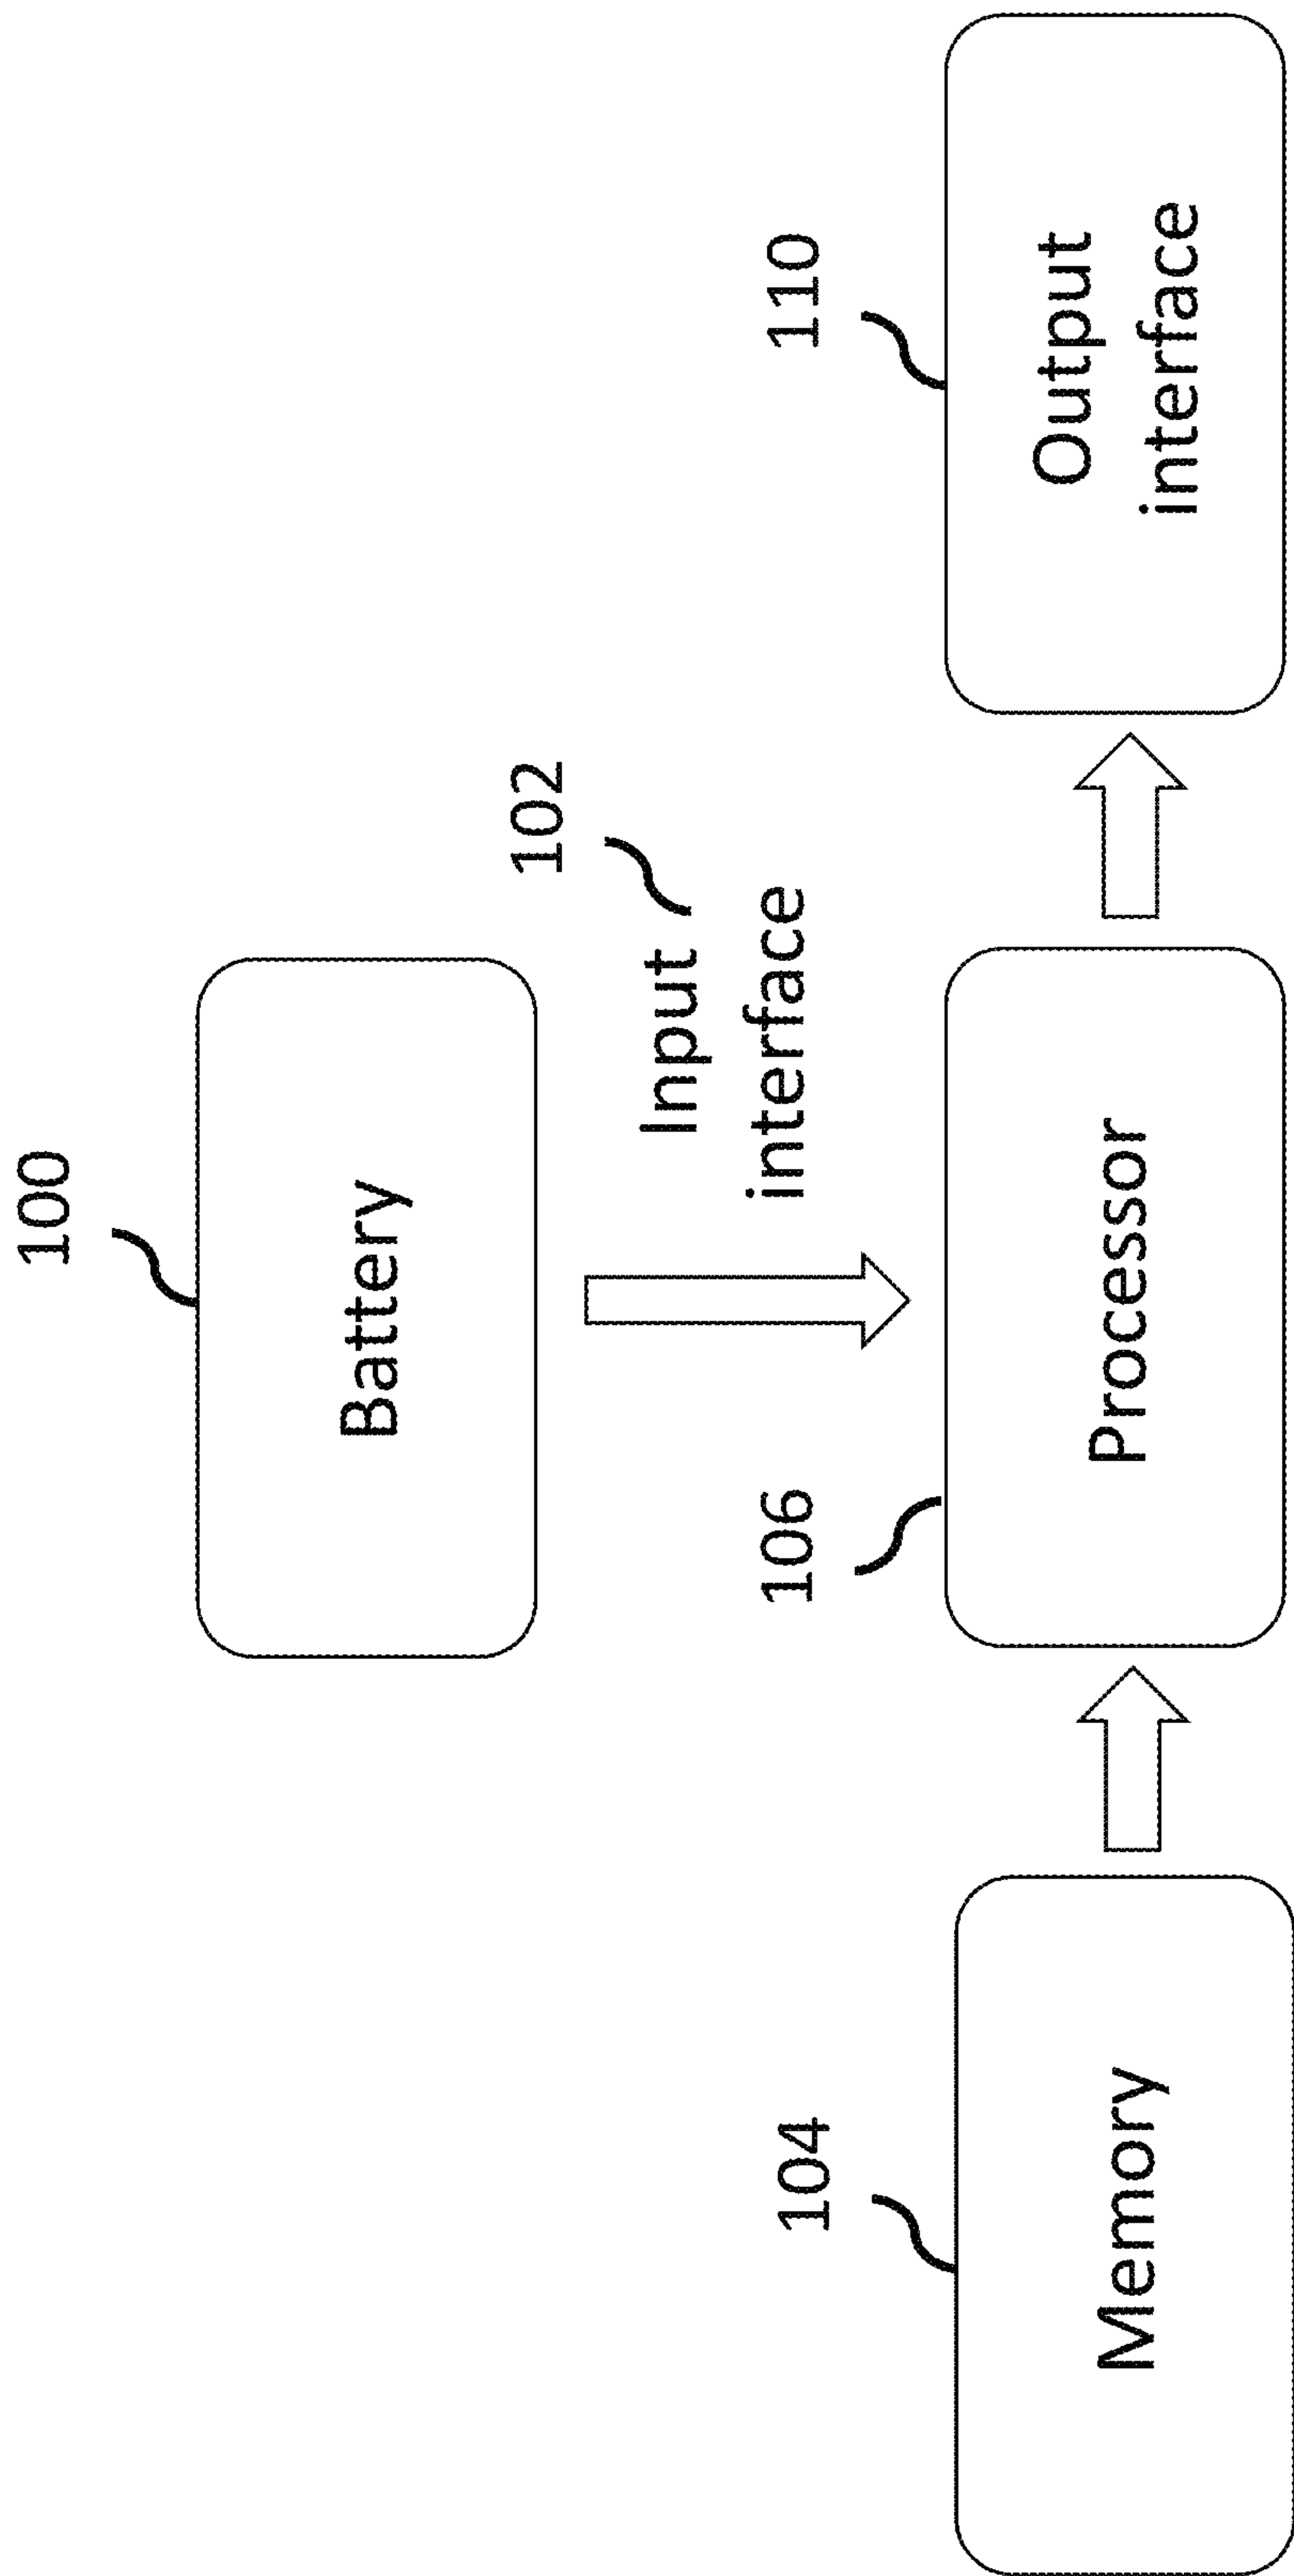 100
Battery
102
Input
interface
104
106
110
Memory
Processor
Output
interface